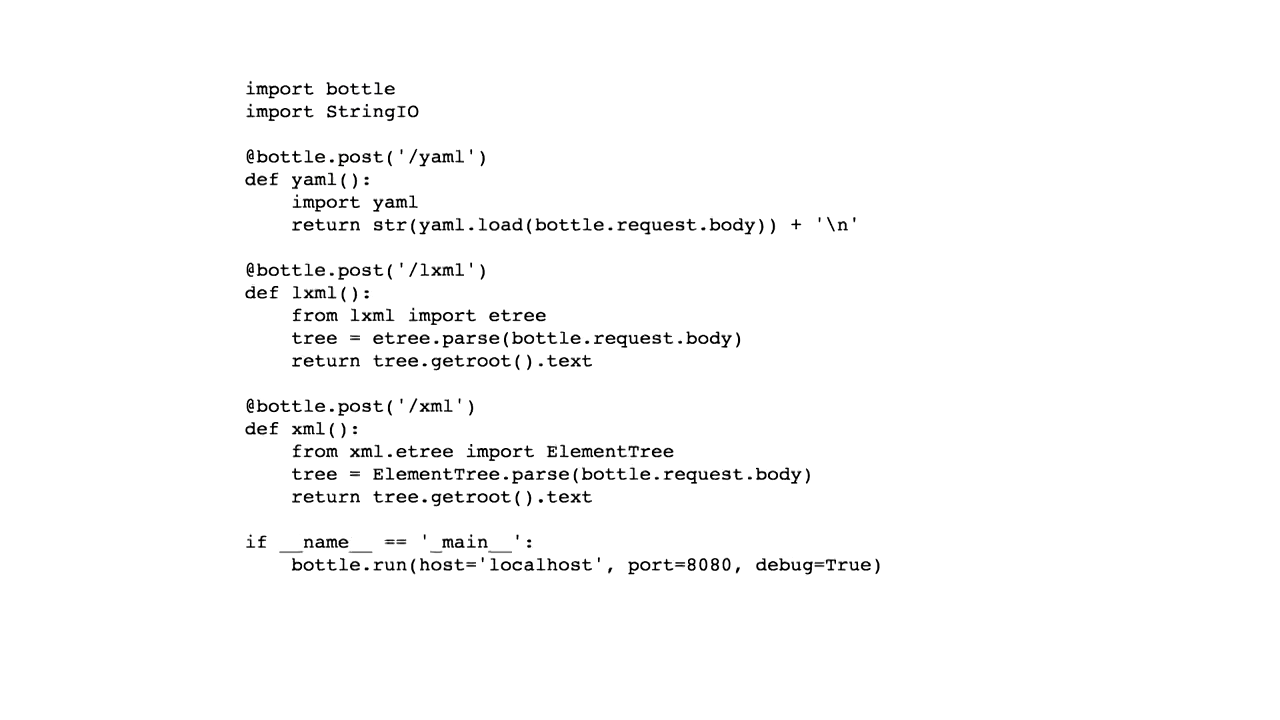 import bottle
import StringIO
@bottle.post('/yaml')
def yaml():
    import yaml
    return str(yaml.load(bottle.request.body)) + '\n'
@bottle.post('/lxml')
def lxml():
    from lxml import etree
    tree = etree.parse(bottle.request.body)
    return tree.getroot().text
@bottle.post('/xml')
def xml():
    from xml.etree import ElementTree
    tree = ElementTree.parse(bottle.request.body)
    return tree.getroot().text
if __name__ == '_main__':
    bottle.run(host='localhost', port=8080, debug=True)